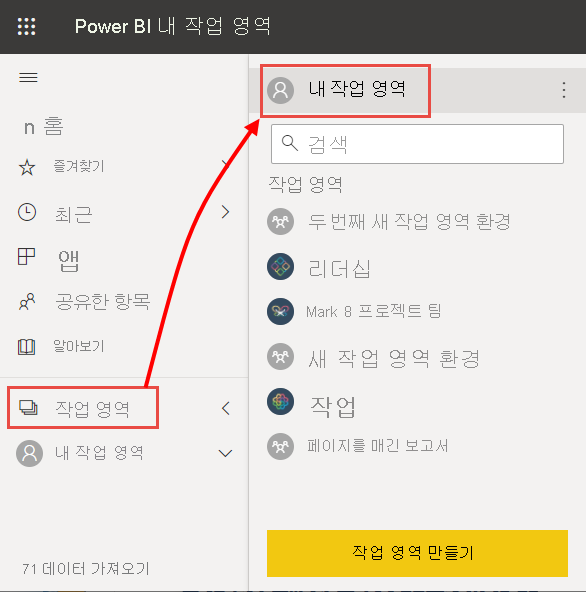 Power BI 내 작업 영역
n 홈
즐겨찾기
최근
앱
공유한 항목
알아보기
작업 영역
내 작업 영역
71 데이터 가져오기
내 작업 영역
검색
작업 영역
두 번째 새 작업 영역 환경
리더십
Mark 8 프로젝트 팀
새 작업 영역 환경
작업
페이지를 매긴 보고서
작업 영역 만들기